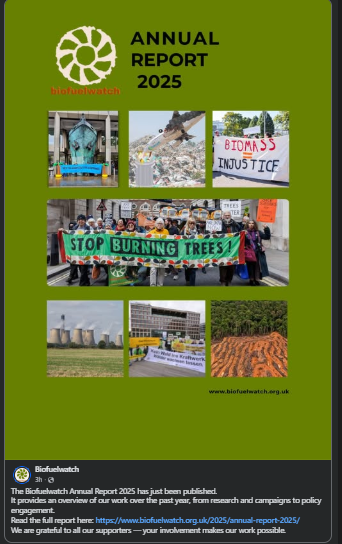 ANNUAL
REPORT
2025
biofuelwatch
BIOMASS
=
INJUSTICE
TREES
STOP BURNING TREES!
www.biofuelwatch.org.uk
Biofuelwatch
3h
The Biofuelwatch Annual Report 2025 has just been published.
It provides an overview of our work over the past year, from research and campaigns to policy
engagement.
Read the full report here: https://www.biofuelwatch.org.uk/2025/annual-report-2025/
We are grateful to all our supporters — your involvement makes our work possible.